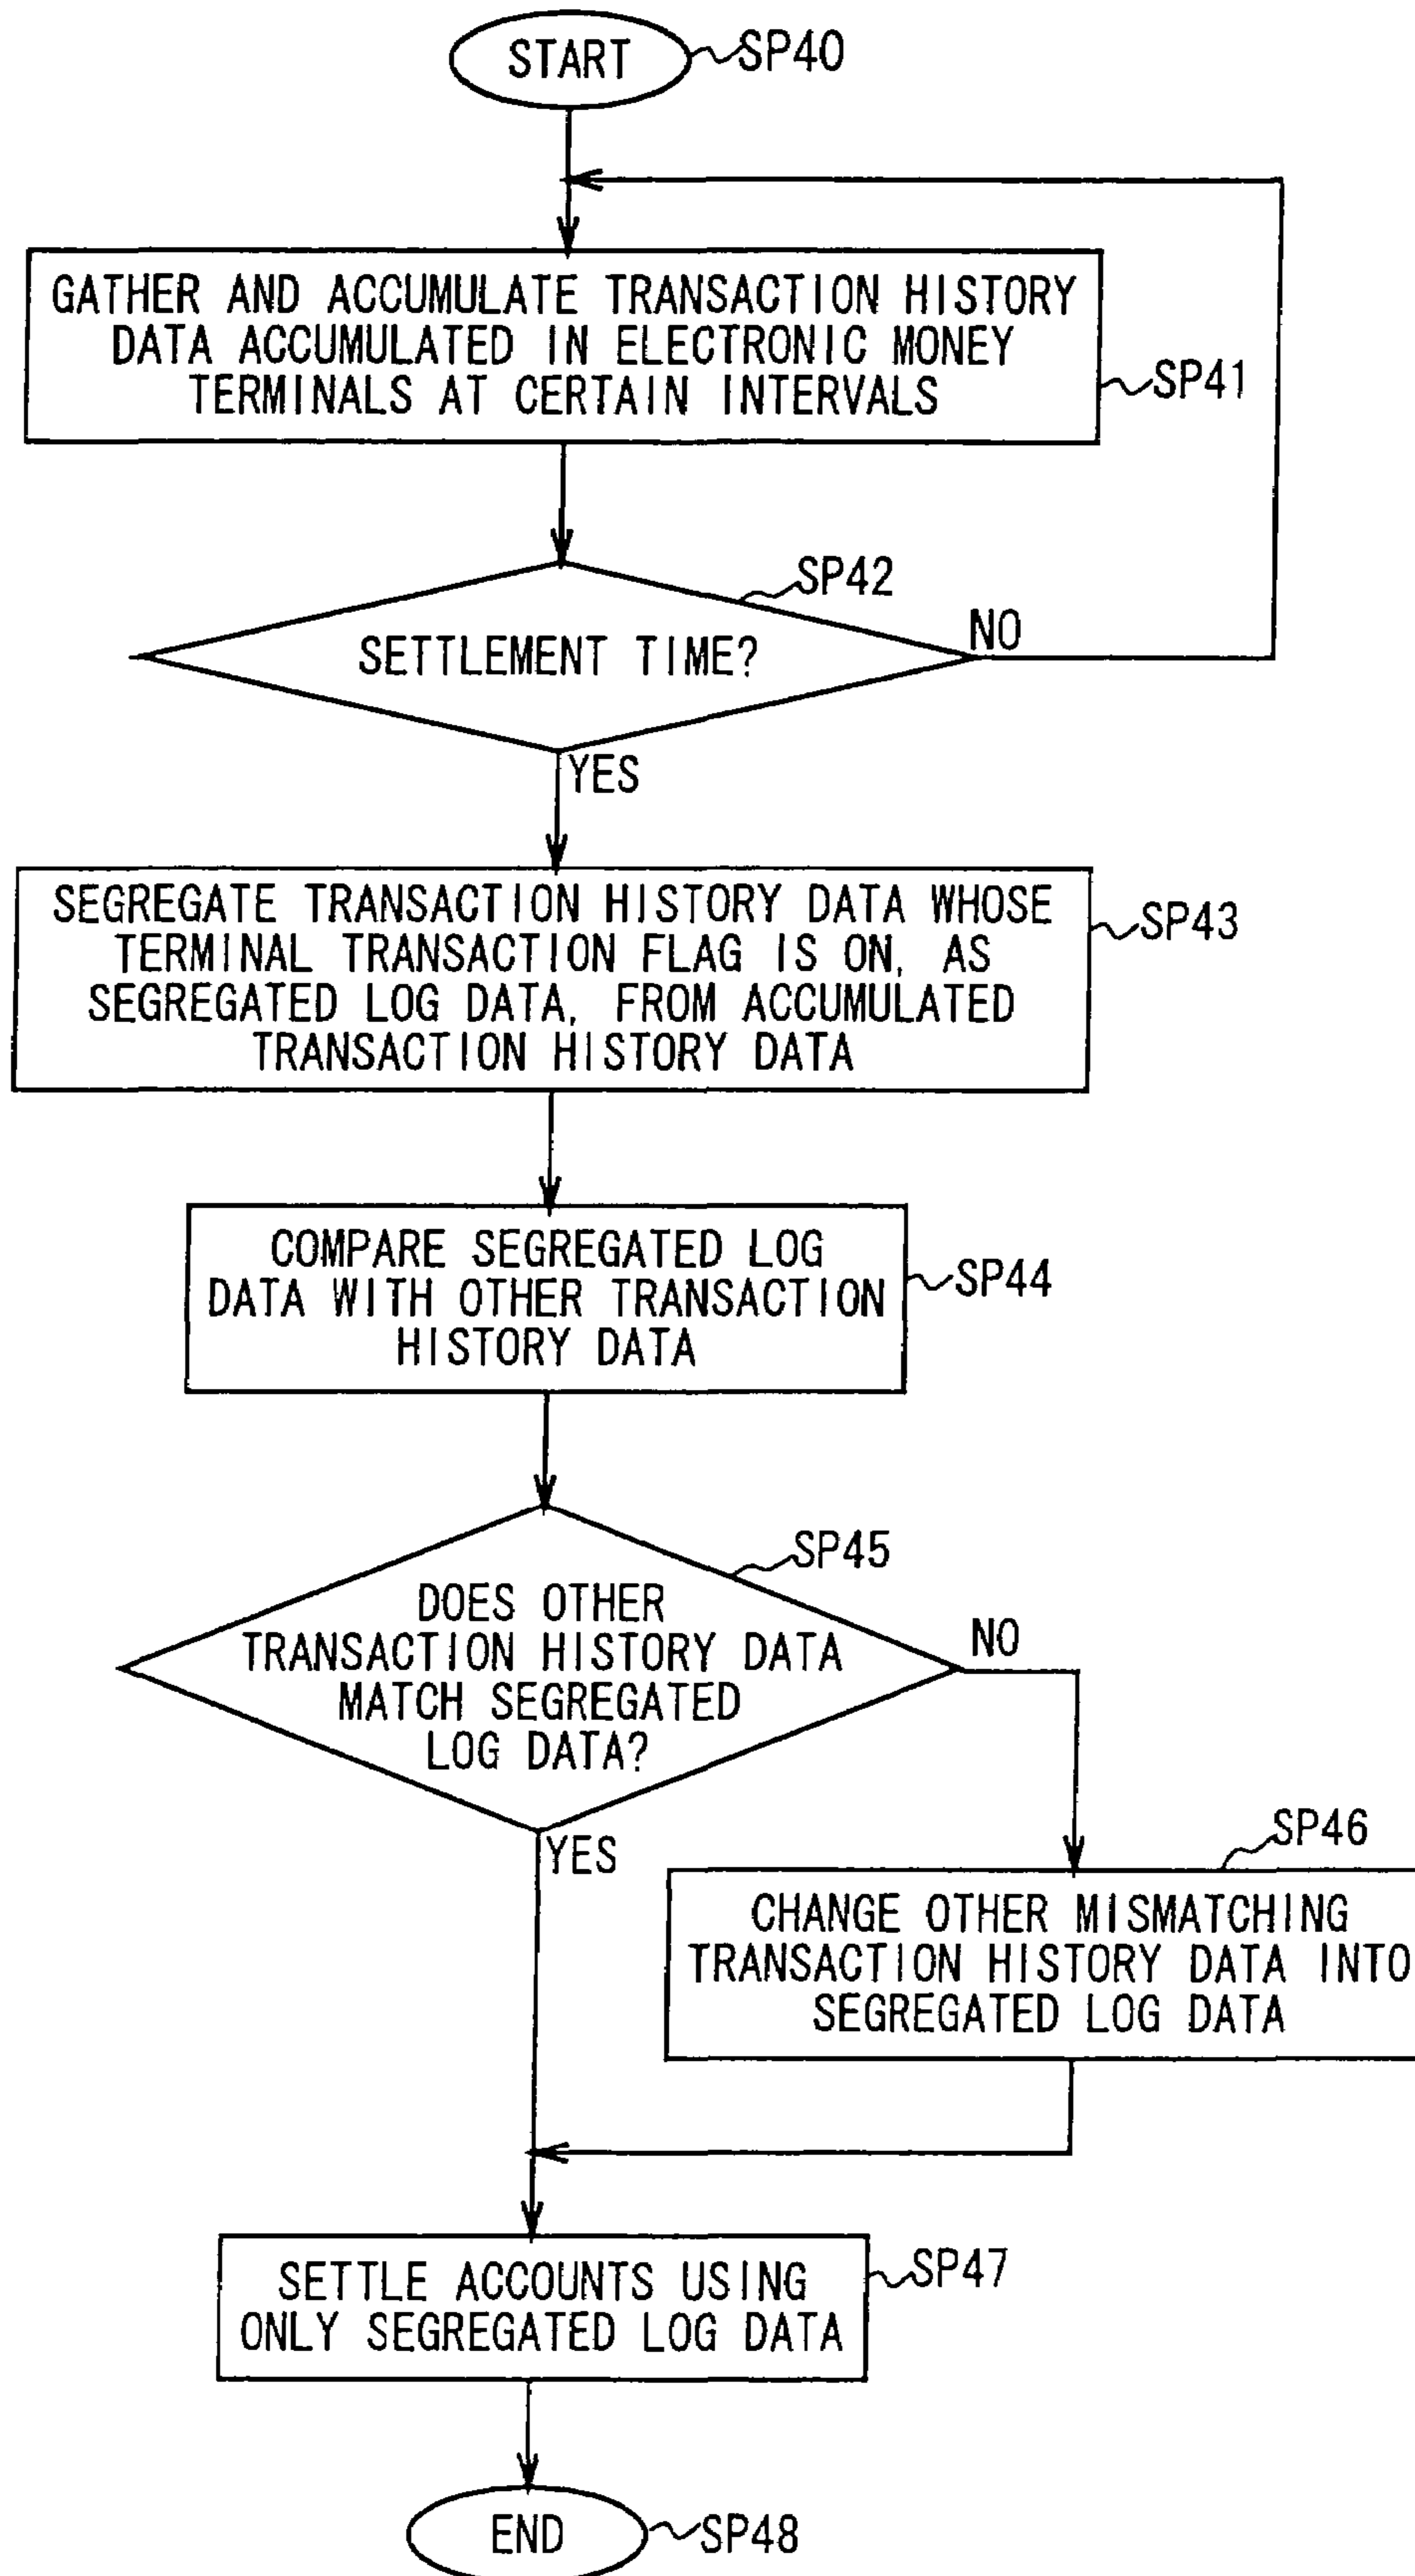 START
SP40
GATHER AND ACCUMULATE TRANSACTION HISTORY
DATA ACCUMULATED IN ELECTRONIC MONEY
TERMINALS AT CERTAIN INTERVALS
SP41
SP42
SETTLEMENT TIME?
NO
YES
SEGREGATE TRANSACTION HISTORY DATA WHOSE
TERMINAL TRANSACTION FLAG IS ON, AS
SEGREGATED LOG DATA, FROM ACCUMULATED
TRANSACTION HISTORY DATA
SP43
COMPARE SEGREGATED LOG
DATA WITH OTHER TRANSACTION
HISTORY DATA
SP44
SP45
DOES OTHER
TRANSACTION HISTORY DATA
MATCH SEGREGATED
LOG DATA?
NO
YES
SP46
CHANGE OTHER MISMATCHING
TRANSACTION HISTORY DATA INTO
SEGREGATED LOG DATA
SETTLE ACCOUNTS USING
ONLY SEGREGATED LOG DATA
SP47
END
SP48